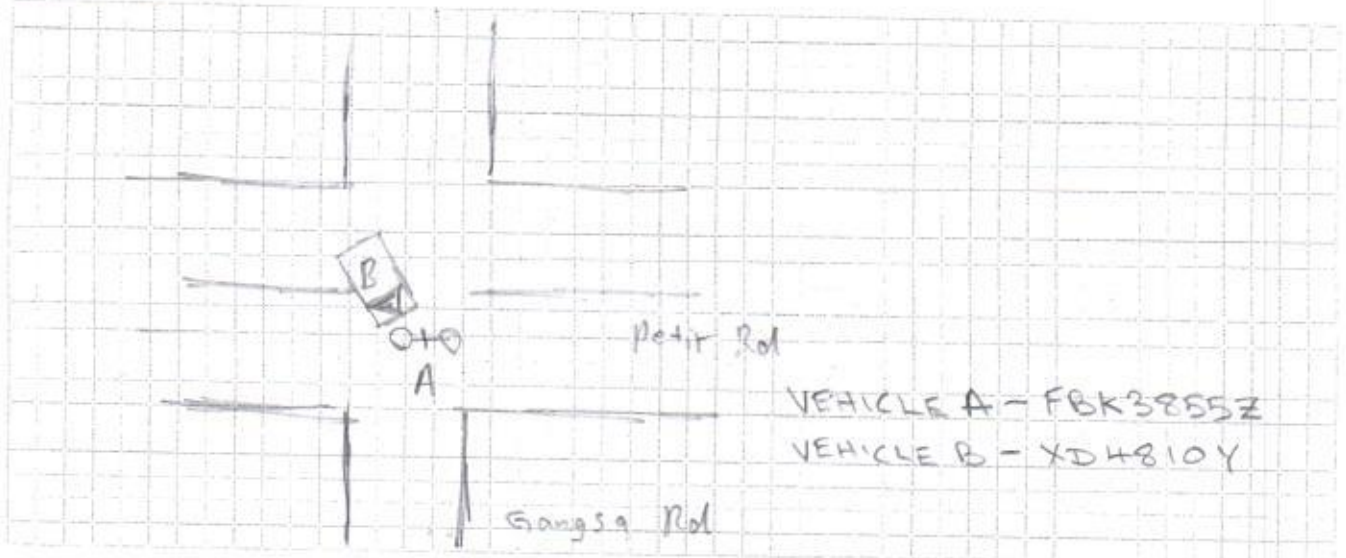 B
A
Petir Rd
VEHICLE A - FBK3855Z
VEHICLE B - XD4810Y
Gangsa Rd